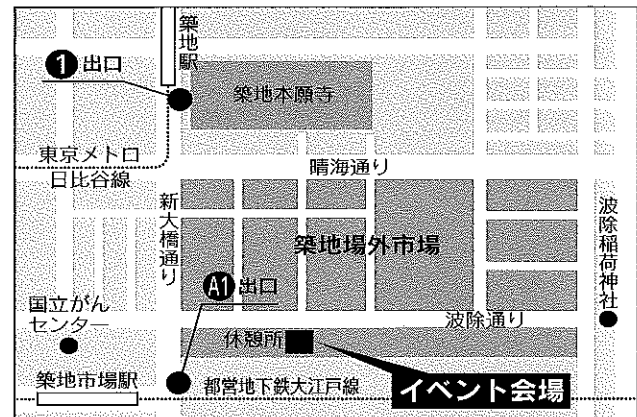 築地駅
1 出口
築地本願寺
東京メトロ
日比谷線
晴海通り
新大橋通り
築地場外市場
波除稲荷神社
A1 出口
国立がん
センター
波除通り
休憩所
築地市場駅
都営地下鉄大江戸線
イベント会場